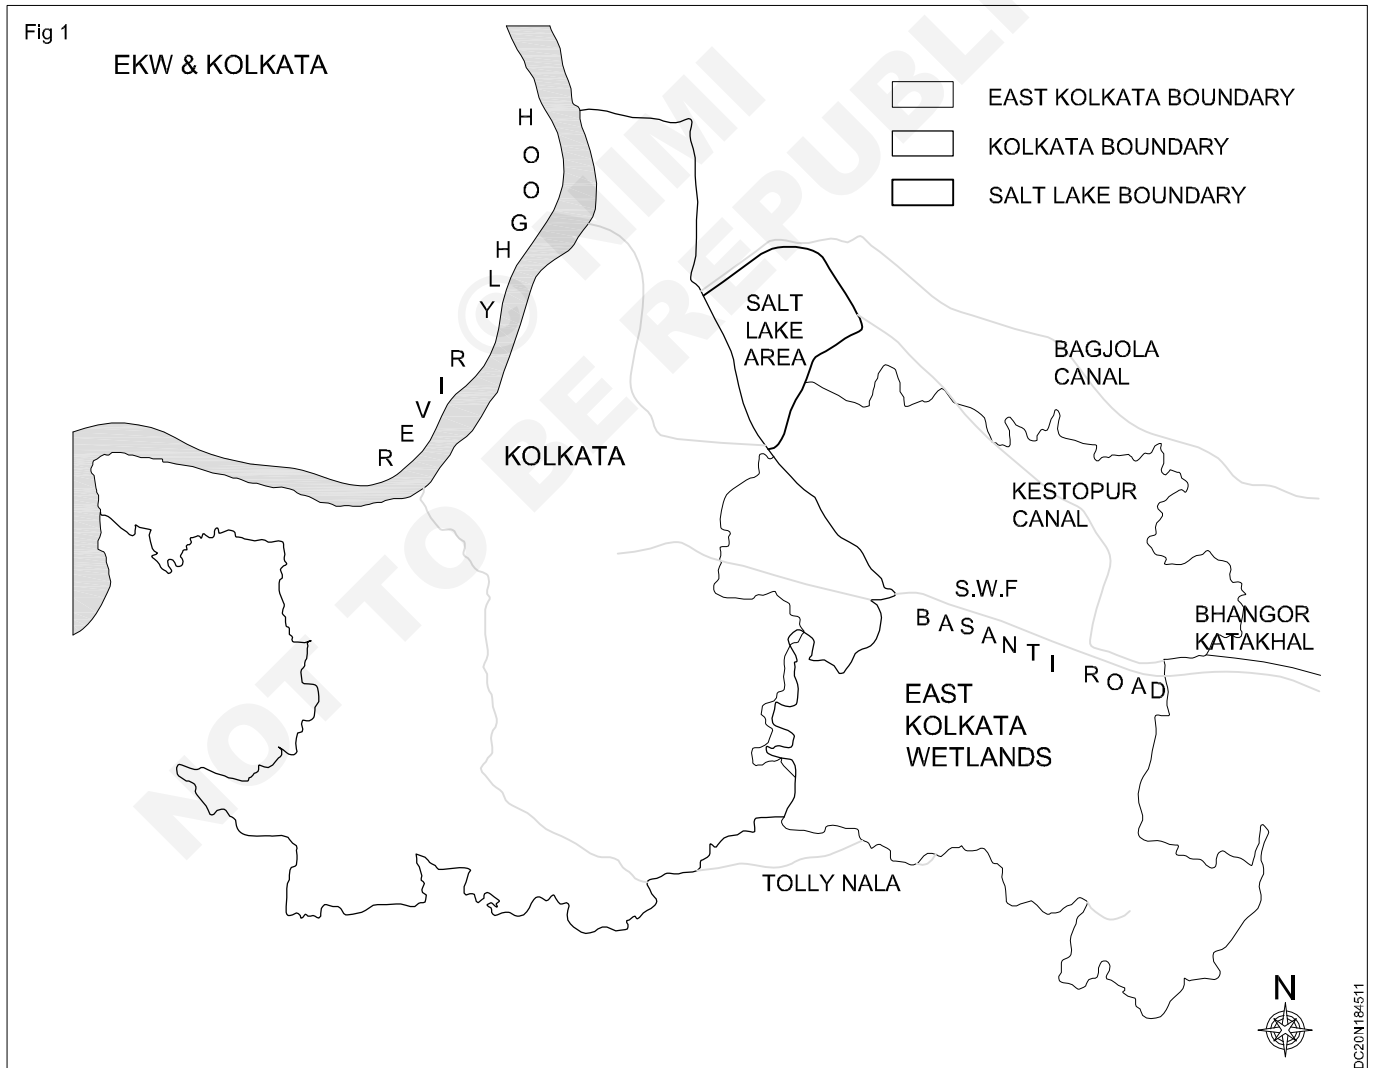 Fig 1
EKW & KOLKATA
HOOGHLY
RIVER
EAST KOLKATA BOUNDARY
KOLKATA BOUNDARY
SALT LAKE BOUNDARY
SALT
LAKE
AREA
BAGJOLA
CANAL
KOLKATA
KESTOPUR
CANAL
S.W.F
BASANTI ROAD
BHANGOR
KATAKHAL
EAST
KOLKATA
WETLANDS
TOLLY NALA
N
DC20N184511
© NIMI
NOT TO BE REPUBLI